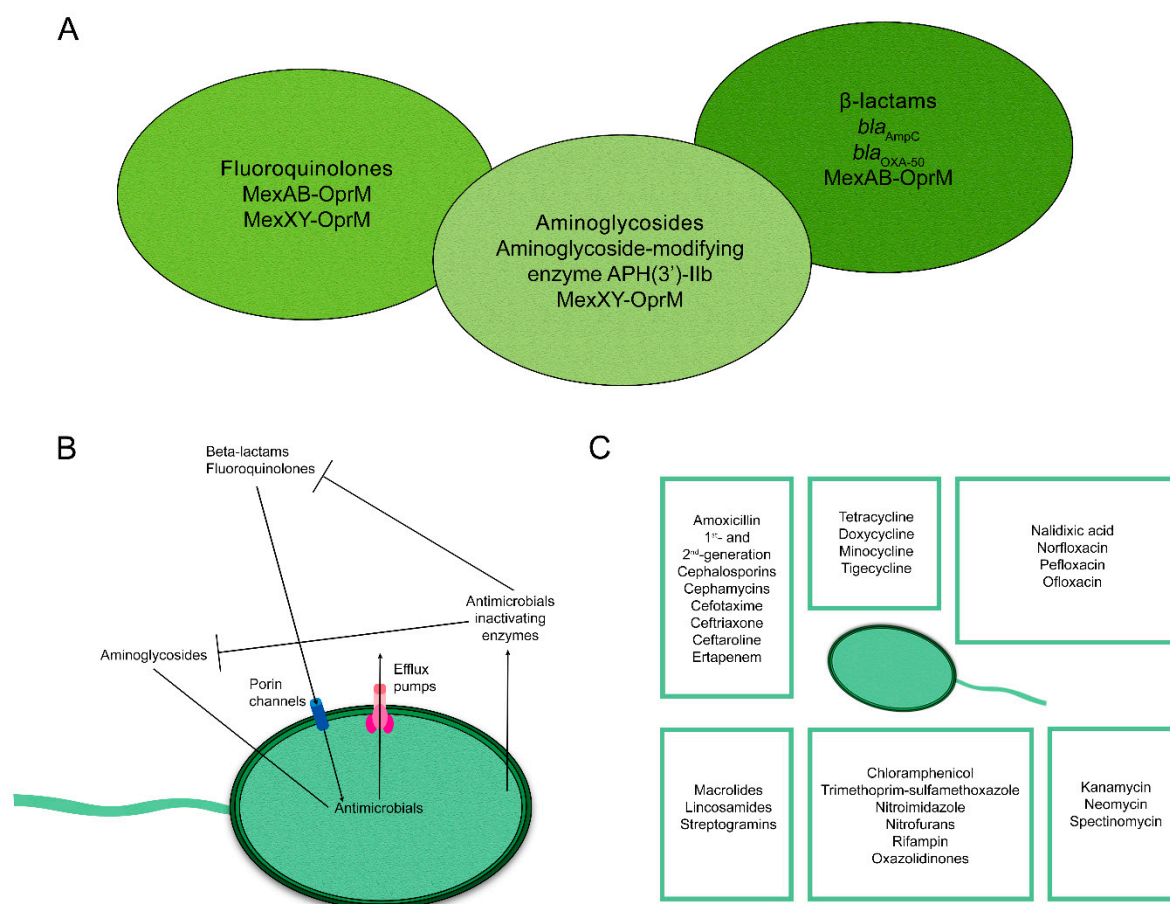 A
Fluoroquinolones
MexAB-OprM
MexXY-OprM
Aminoglycosides
Aminoglycoside-modifying
enzyme APH(3’)-IIb
MexXY-OprM
β-lactams
bla_AmpC
bla_OXA-50
MexAB-OprM
B
Beta-lactams
Fluoroquinolones
Antimicrobials
inactivating
enzymes
Aminoglycosides
Porin
channels
Efflux
pumps
Antimicrobials
C
Amoxicillin
1st- and
2nd-generation
Cephalosporins
Cephamycins
Cefotaxime
Ceftriaxone
Ceftaroline
Ertapenem
Tetracycline
Doxycycline
Minocycline
Tigecycline
Nalidixic acid
Norfloxacin
Pefloxacin
Ofloxacin
Macrolides
Lincosamides
Streptogramins
Chloramphenicol
Trimethoprim-sulfamethoxazole
Nitroimidazole
Nitrofurans
Rifampin
Oxazolidinones
Kanamycin
Neomycin
Spectinomycin